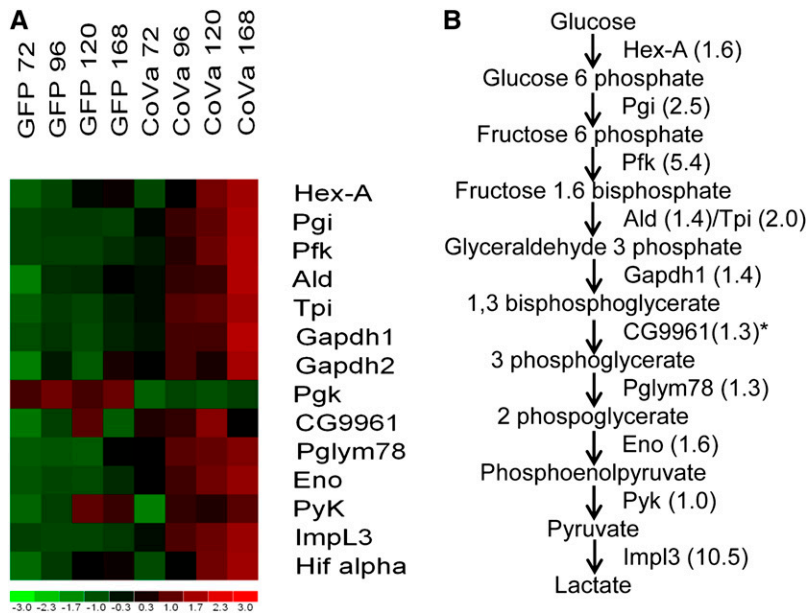 A
GFP 72
GFP 96
GFP 120
GFP 168
CoVa 72
CoVa 96
CoVa 120
CoVa 168
Hex-A
Pgi
Pfk
Ald
Tpi
Gapdh1
Gapdh2
Pgk
CG9961
Pglym78
Eno
PyK
ImpL3
Hif alpha
-3.0 -2.3 -1.7 -1.0 -0.3 0.3 1.0 1.7 2.3 3.0
B
Glucose
Hex-A (1.6)
Glucose 6 phosphate
Pgi (2.5)
Fructose 6 phosphate
Pfk (5.4)
Fructose 1.6 bisphosphate
Ald (1.4)/Tpi (2.0)
Glyceraldehyde 3 phosphate
Gapdh1 (1.4)
1,3 bisphosphoglycerate
CG9961(1.3)*
3 phosphoglycerate
Pglym78 (1.3)
2 phospoglycerate
Eno (1.6)
Phosphoenolpyruvate
Pyk (1.0)
Pyruvate
Impl3 (10.5)
Lactate